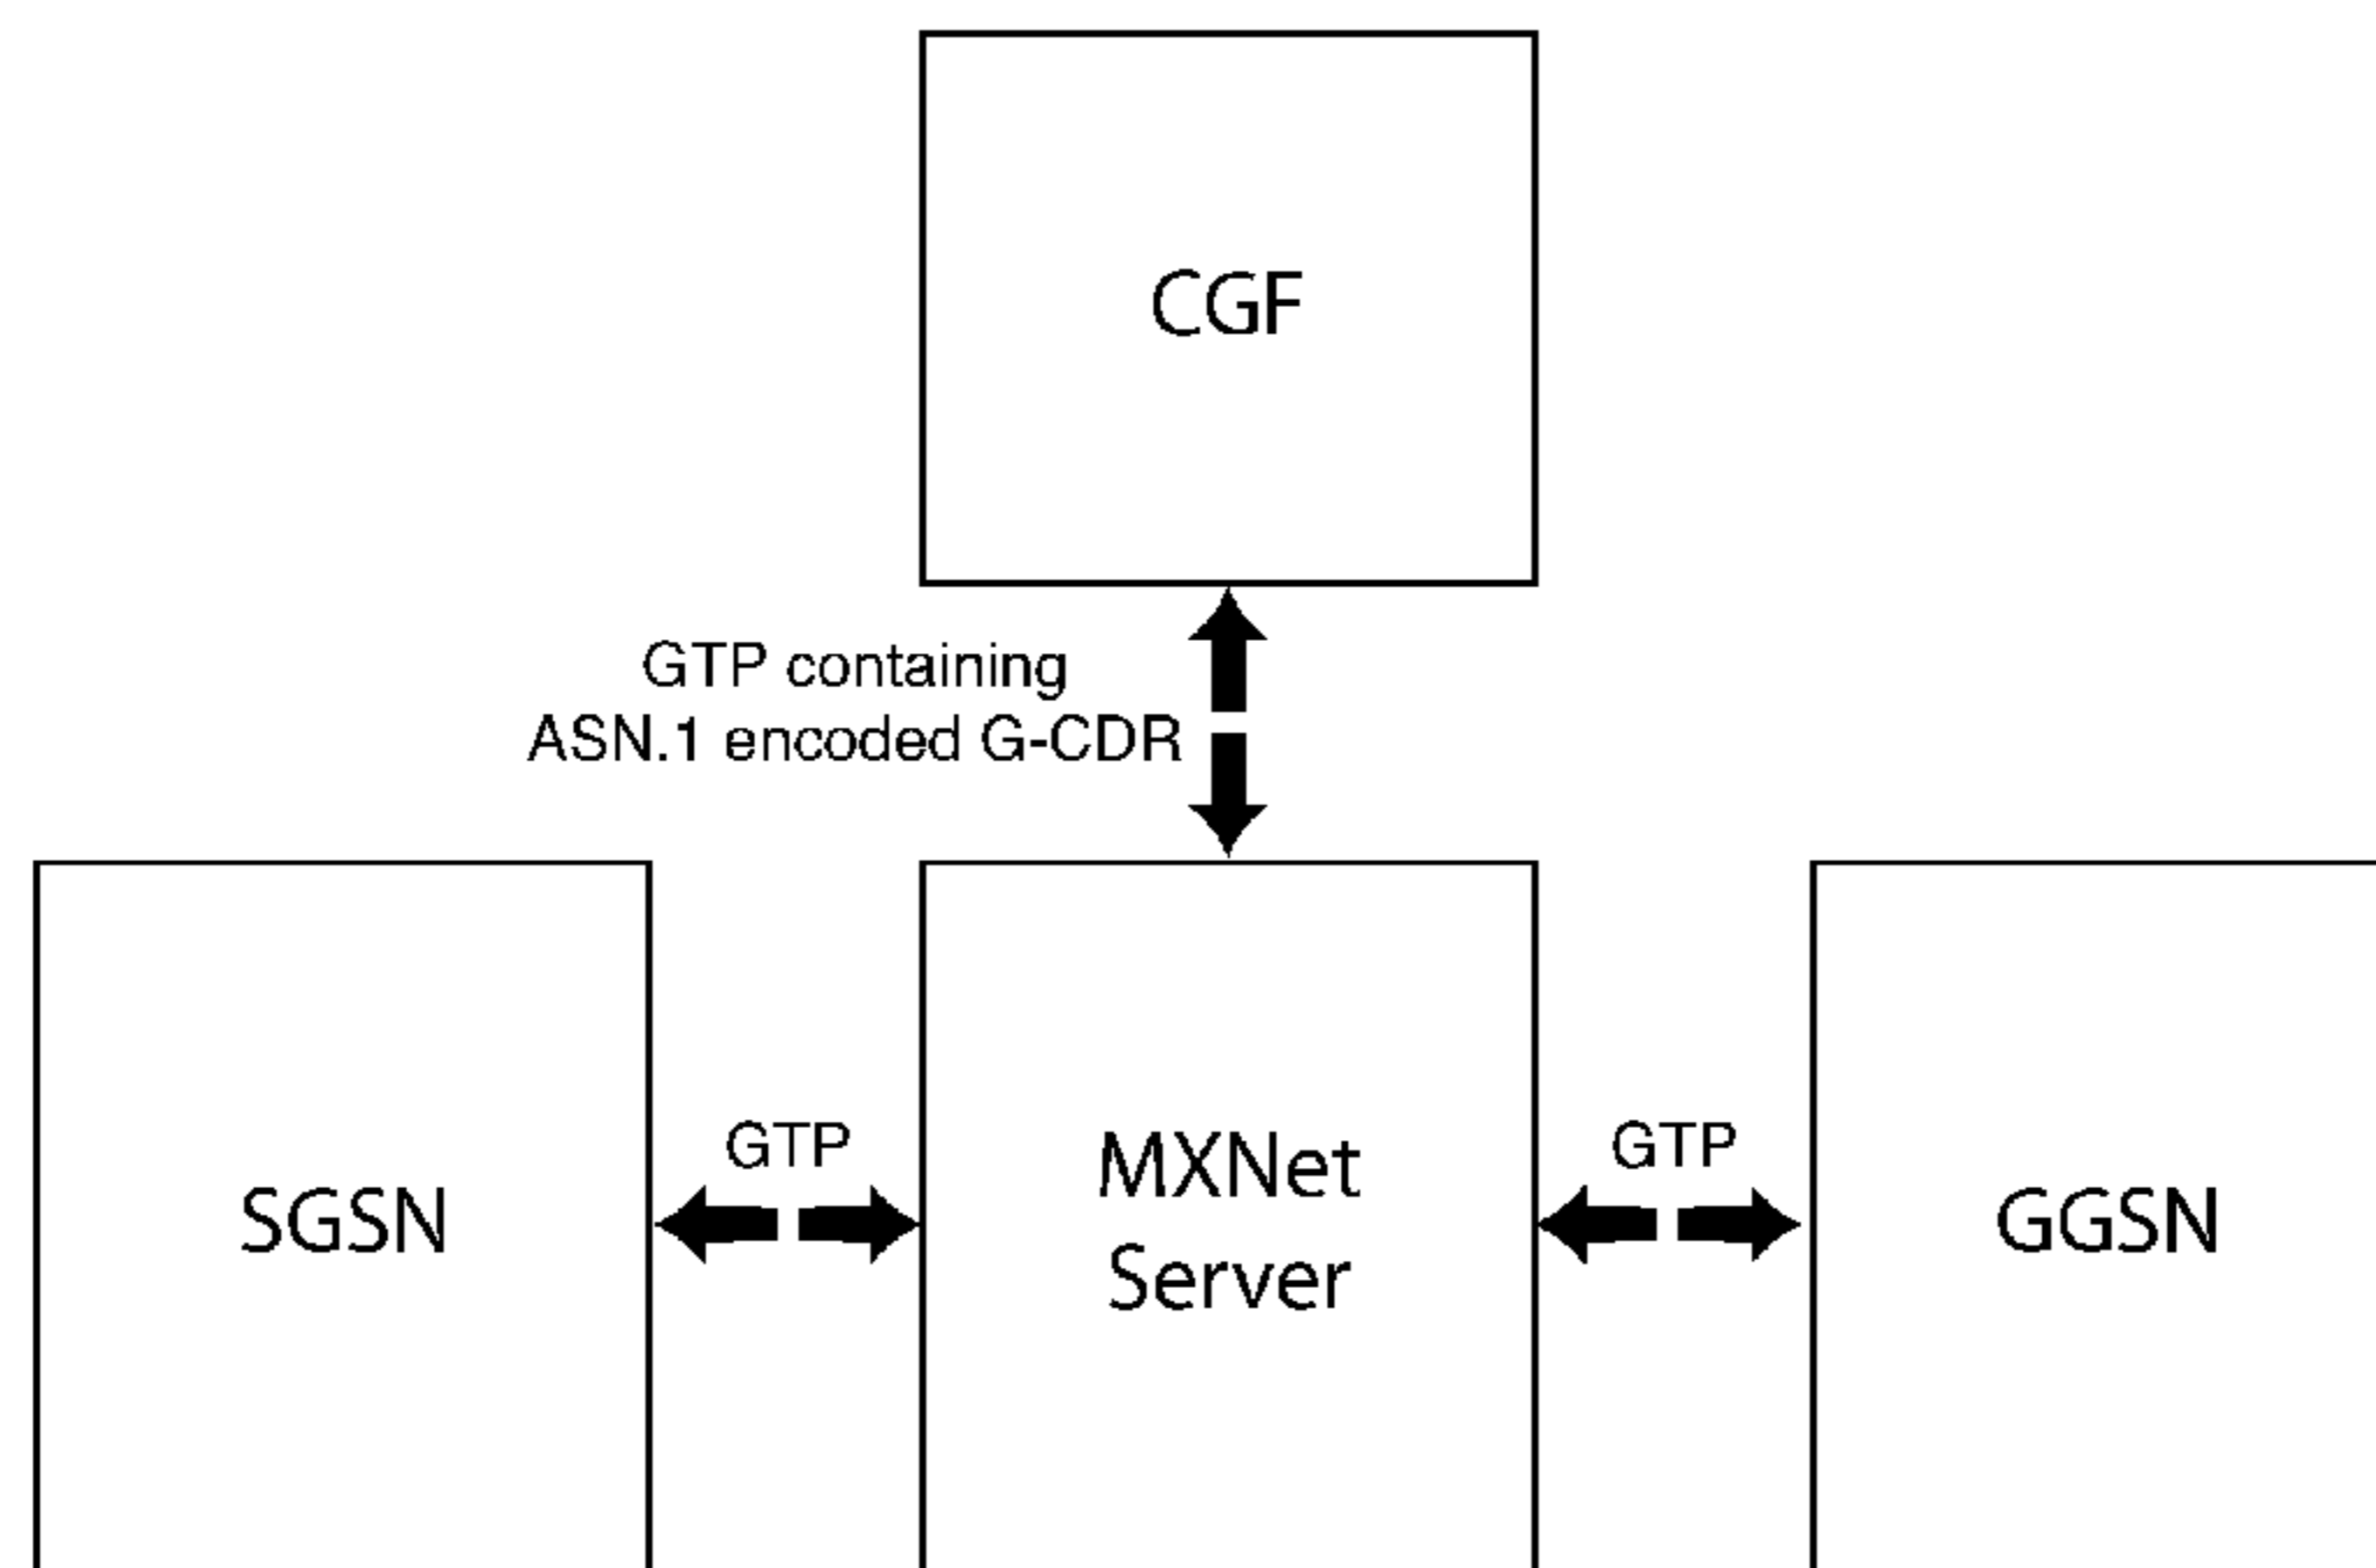 CGF
GTP containing
ASN.1 encoded G-CDR
SGSN
GTP
MXNet
Server
GTP
GGSN